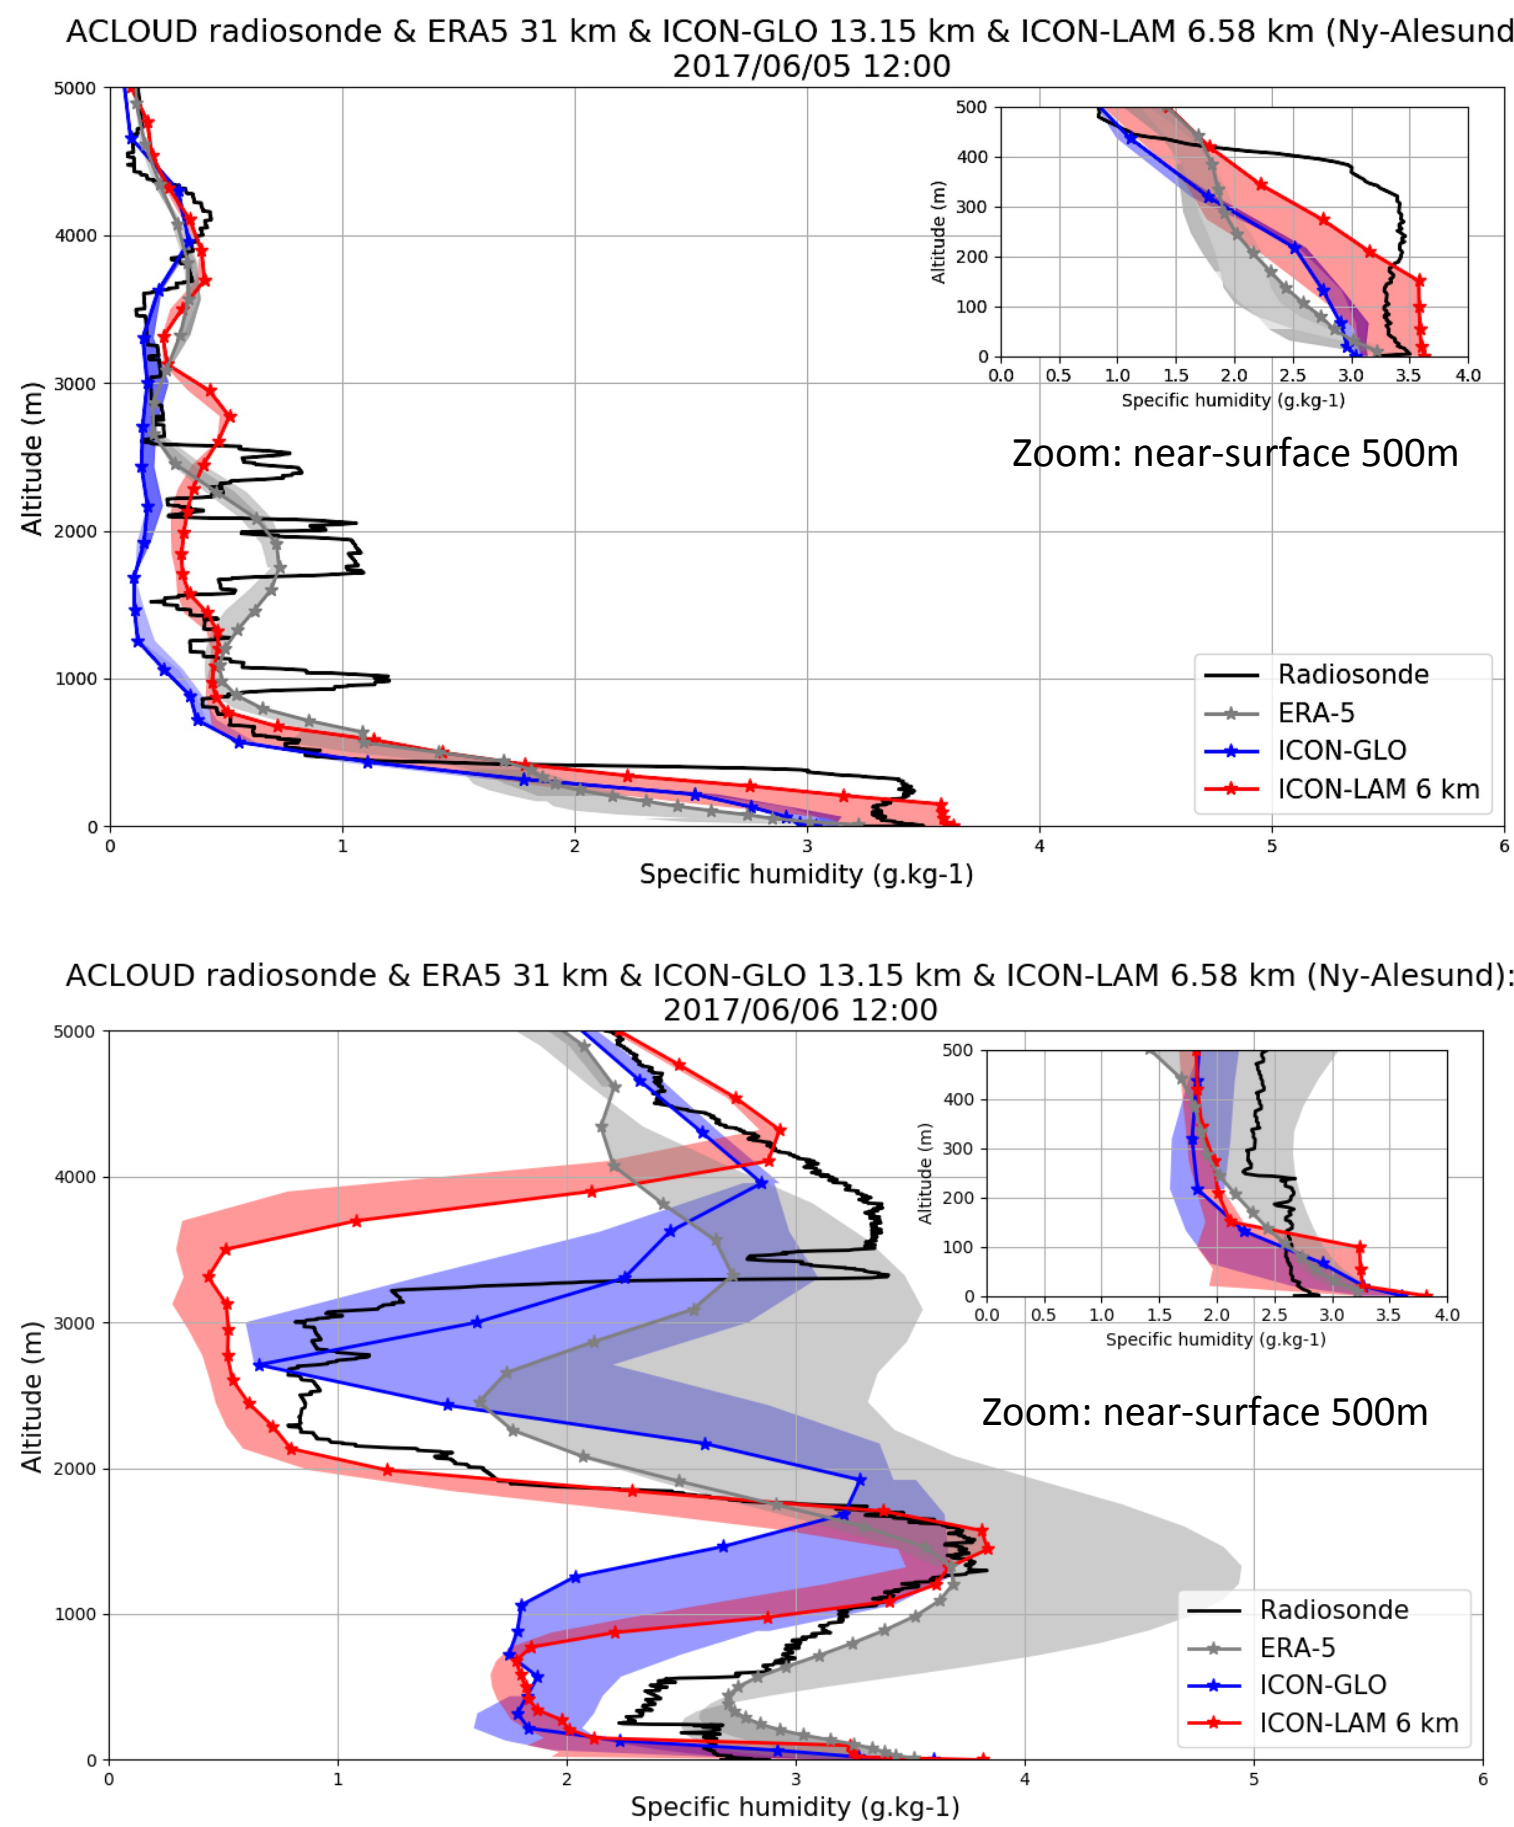 ACLOUD radiosonde & ERA5 31 km & ICON-GLO 13.15 km & ICON-LAM 6.58 km (Ny-Alesund
2017/06/05 12:00
5000
4000
3000
2000
1000
0
Altitude (m)
0 1 2 3 4 5 6
Specific humidity (g.kg-1)
500
400
300
200
100
0
Altitude (m)
0.0 0.5 1.0 1.5 2.0 2.5 3.0 3.5 4.0
Specific humidity (g.kg-1)
Zoom: near-surface 500m
Radiosonde
ERA-5
ICON-GLO
ICON-LAM 6 km
ACLOUD radiosonde & ERA5 31 km & ICON-GLO 13.15 km & ICON-LAM 6.58 km (Ny-Alesund):
2017/06/06 12:00
5000
4000
3000
2000
1000
0
Altitude (m)
0 1 2 3 4 5 6
Specific humidity (g.kg-1)
500
400
300
200
100
0
Altitude (m)
0.0 0.5 1.0 1.5 2.0 2.5 3.0 3.5 4.0
Specific humidity (g.kg-1)
Zoom: near-surface 500m
Radiosonde
ERA-5
ICON-GLO
ICON-LAM 6 km